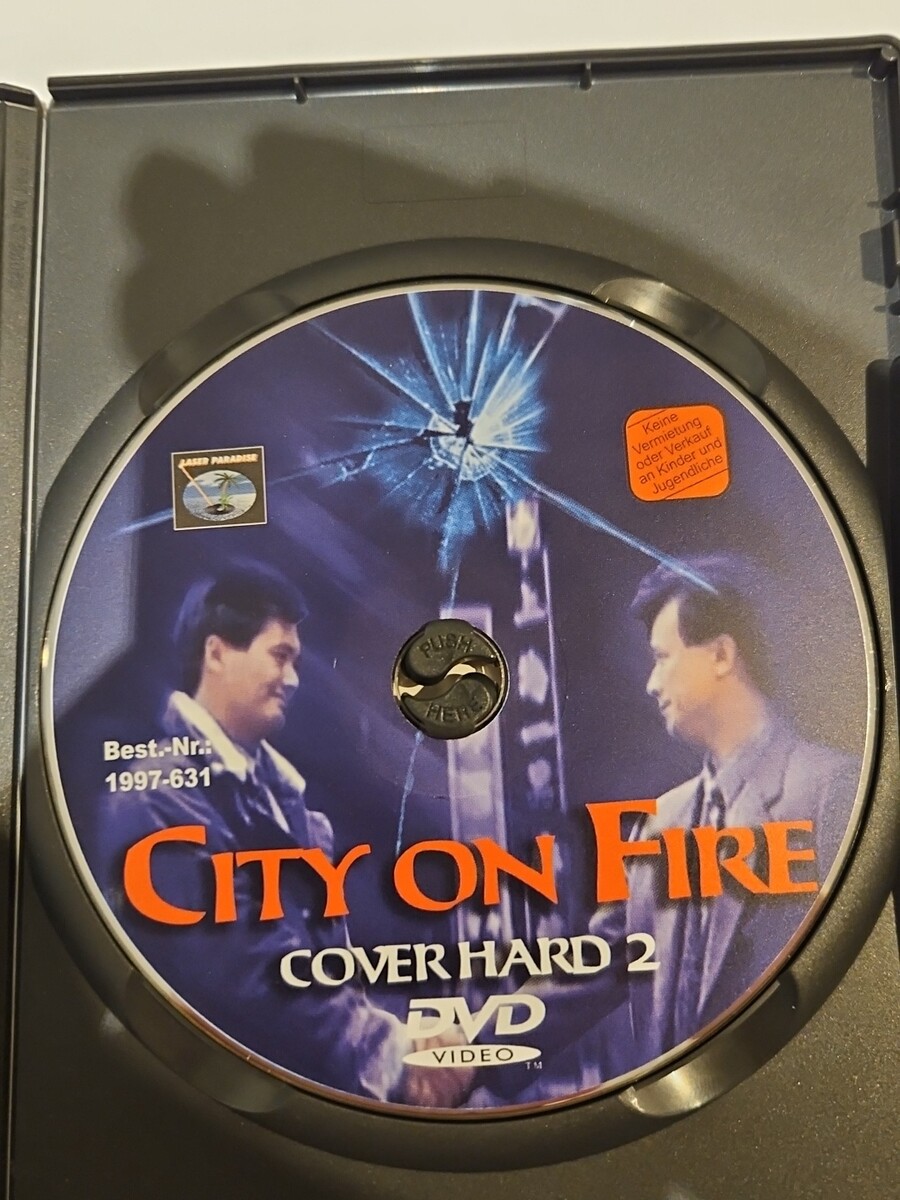 LASER PARADISE
Keine
Vermietung
oder Verkauf
an Kinder und
Jugendliche
PUSH
HERE
Best.-Nr.:
1997-631
CITY ON FIRE
COVER HARD 2
DVD
VIDEO
TM